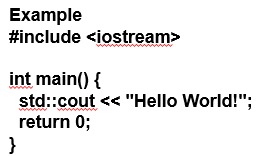 Example
#include <iostream>

int main() {
  std::cout << "Hello World!";
  return 0;
}